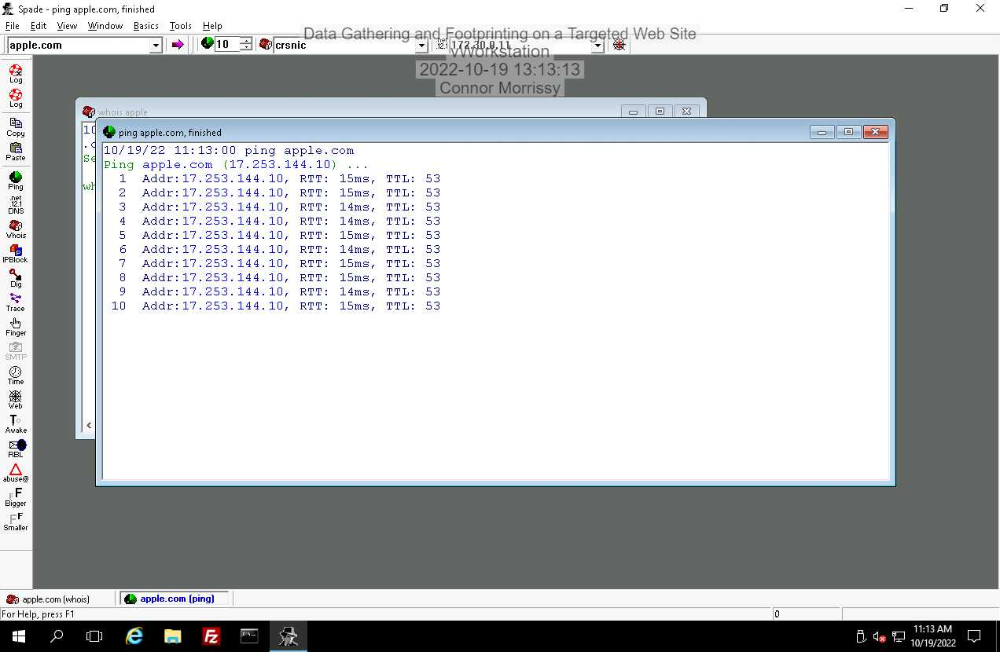 Spade - ping apple.com, finished
File Edit View Window Basics Tools Help
Data Gathering and Footprinting on a Targeted Web Site
apple.com 10 crsnic .net 12.1 172.30.0.11
vWorkstation
2022-10-19 13:13:13
Connor Morrissy
Log
Log
Copy
Paste
Ping
.net
12.1
DNS
Whois
IPBlock
Dig
Trace
Finger
SMTP
Time
Web
Awake
RBL
abuse@
Bigger
Smaller
whois apple
10
.c
Se
wh
ping apple.com, finished
10/19/22 11:13:00 ping apple.com
Ping apple.com (17.253.144.10) ...
1 Addr:17.253.144.10, RTT: 15ms, TTL: 53
2 Addr:17.253.144.10, RTT: 15ms, TTL: 53
3 Addr:17.253.144.10, RTT: 14ms, TTL: 53
4 Addr:17.253.144.10, RTT: 14ms, TTL: 53
5 Addr:17.253.144.10, RTT: 15ms, TTL: 53
6 Addr:17.253.144.10, RTT: 14ms, TTL: 53
7 Addr:17.253.144.10, RTT: 15ms, TTL: 53
8 Addr:17.253.144.10, RTT: 15ms, TTL: 53
9 Addr:17.253.144.10, RTT: 14ms, TTL: 53
10 Addr:17.253.144.10, RTT: 15ms, TTL: 53
apple.com (whois) apple.com (ping)
For Help, press F1 0
11:13 AM
10/19/2022